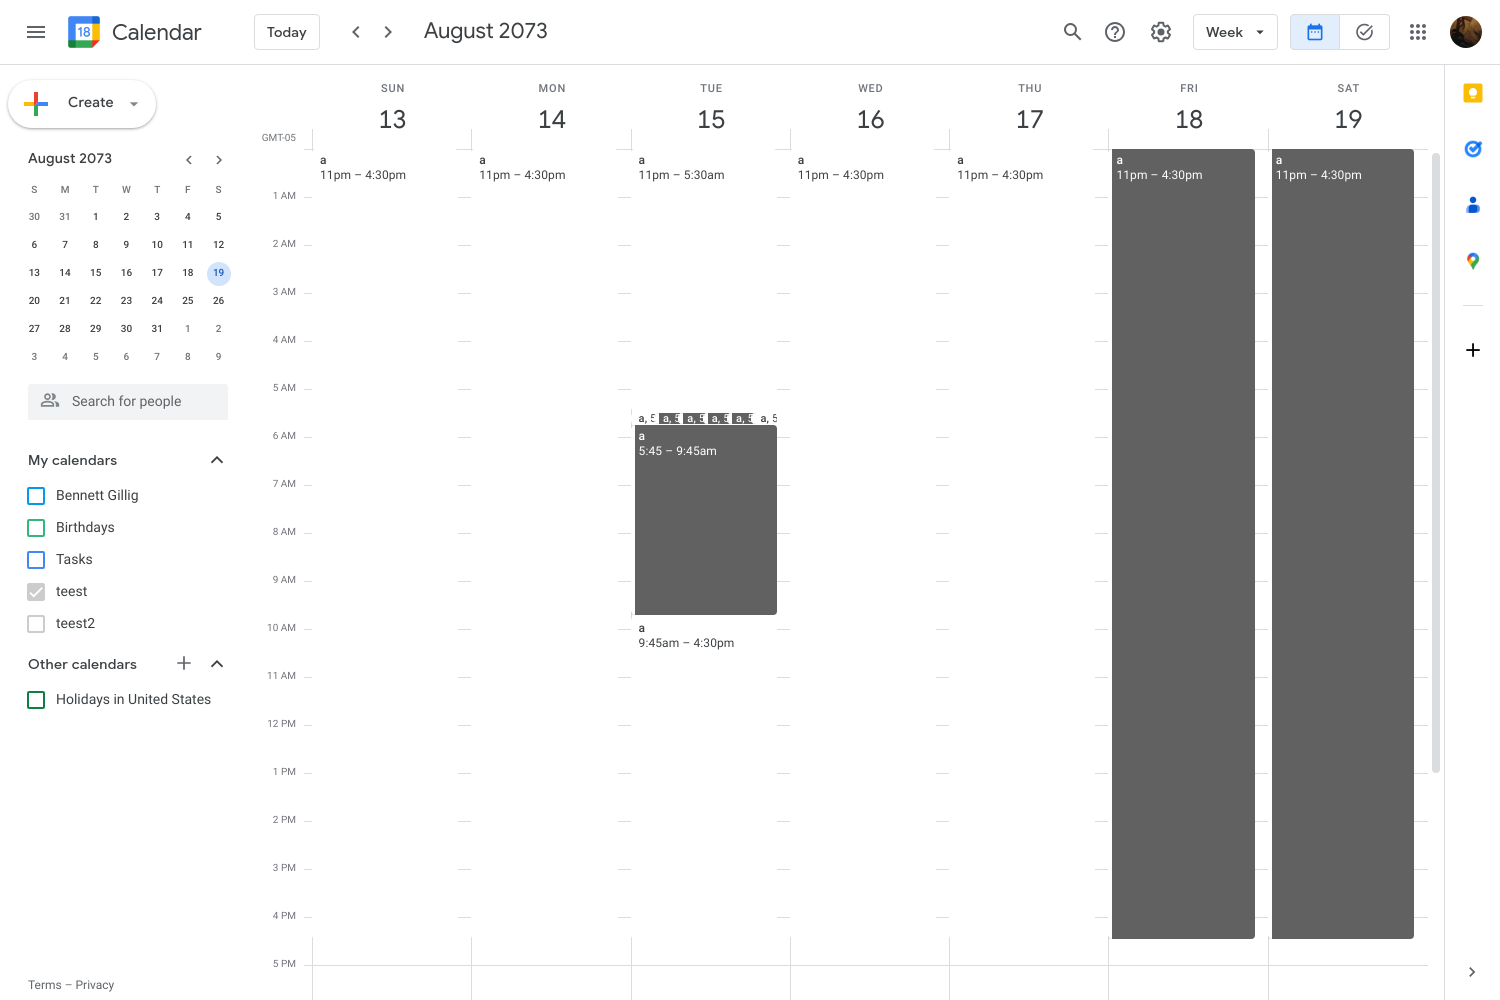 18 Calendar
Today
August 2073
Week
Create
August 2073
S M T W T F S
30 31 1 2 3 4 5
6 7 8 9 10 11 12
13 14 15 16 17 18 19
20 21 22 23 24 25 26
27 28 29 30 31 1 2
3 4 5 6 7 8 9
Search for people
My calendars
Bennett Gillig
Birthdays
Tasks
teest
teest2
Other calendars
Holidays in United States
Terms – Privacy
SUN MON TUE WED THU FRI SAT
13 14 15 16 17 18 19
GMT-05
a a a a a a a
11pm – 4:30pm 11pm – 4:30pm 11pm – 5:30am 11pm – 4:30pm 11pm – 4:30pm 11pm – 4:30pm 11pm – 4:30pm
1 AM
2 AM
3 AM
4 AM
5 AM
a, 5 a, 5 a, 5 a, 5 a, 5 a, 5
6 AM
a
5:45 – 9:45am
7 AM
8 AM
9 AM
10 AM
a
9:45am – 4:30pm
11 AM
12 PM
1 PM
2 PM
3 PM
4 PM
5 PM